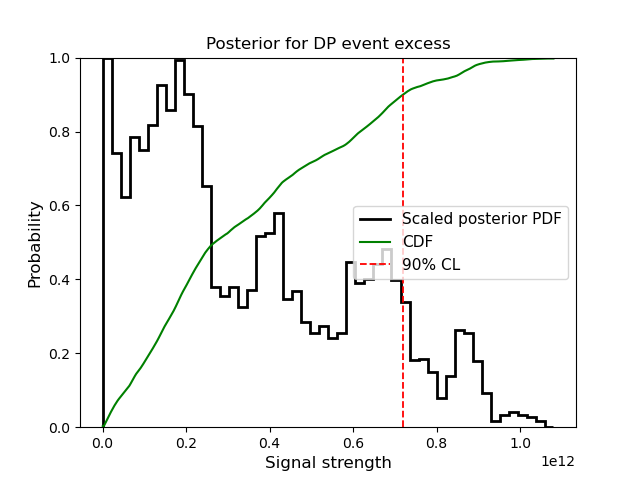 Posterior for DP event excess
Probability
1.0
0.8
0.6
0.4
0.2
0.0
Scaled posterior PDF
CDF
90% CL
0.0 0.2 0.4 0.6 0.8 1.0
1e12
Signal strength